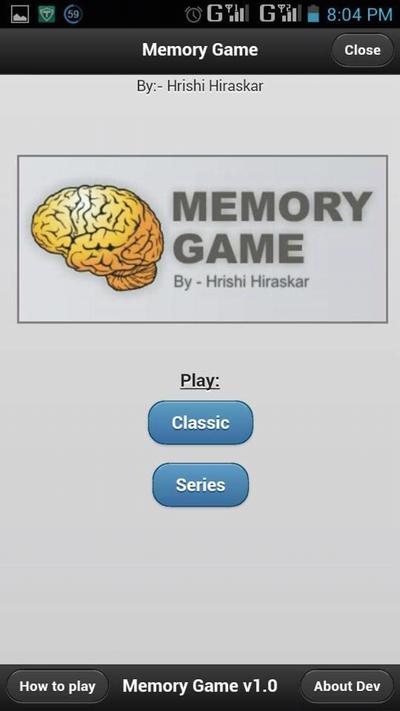 59 G G 8:04 PM
Memory Game Close
By:- Hrishi Hiraskar
MEMORY
GAME
By - Hrishi Hiraskar
Play:
Classic
Series
How to play Memory Game v1.0 About Dev